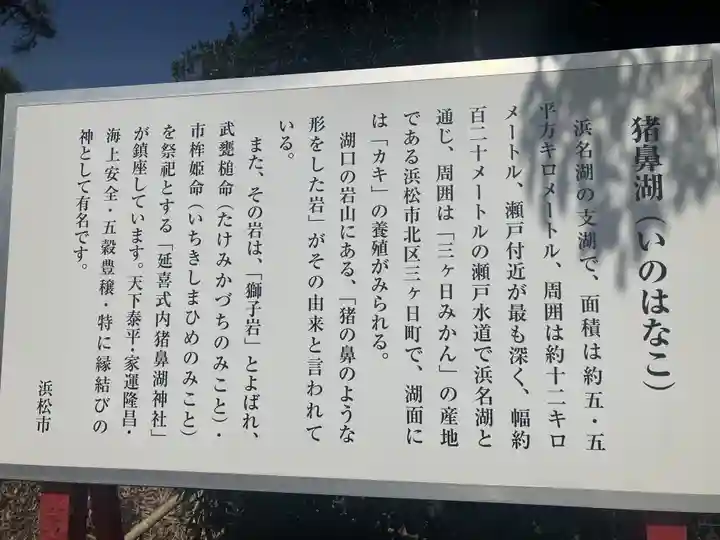 猪鼻湖（いのはなこ）
浜名湖の支湖で、面積は約五・五
平方キロメートル、周囲は約十二キロ
メートル、瀬戸付近が最も深く、幅約
百二十メートルの瀬戸水道で浜名湖と
通じ、周囲は「三ヶ日みかん」の産地
である浜松市北区三ヶ日町で、湖面に
は「カキ」の養殖がみられる。
湖口の岩山にある、「猪の鼻のような
形をした岩」がその由来と言われて
いる。
また、その岩は、「獅子岩」とよばれ、
武甕槌命（たけみかづちのみこと）・
市杵姫命（いちきしまひめのみこと）
を祭祀とする「延喜式内猪鼻湖神社」
が鎮座しています。天下泰平・家運隆昌・
海上安全・五穀豊穣・特に縁結びの
神として有名です。
浜松市